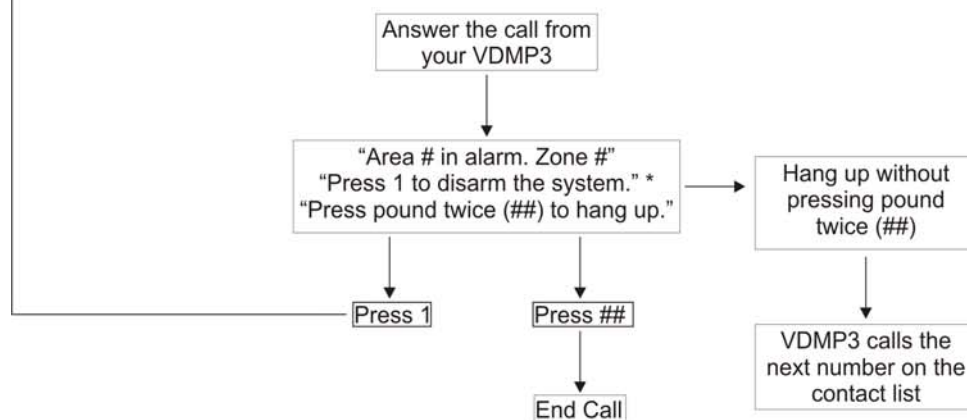 Answer the call from
your VDMP3
“Area # in alarm. Zone #”
“Press 1 to disarm the system.” *
“Press pound twice (##) to hang up.”
Hang up without
pressing pound
twice (##)
Press 1
Press ##
VDMP3 calls the
next number on the
contact list
End Call